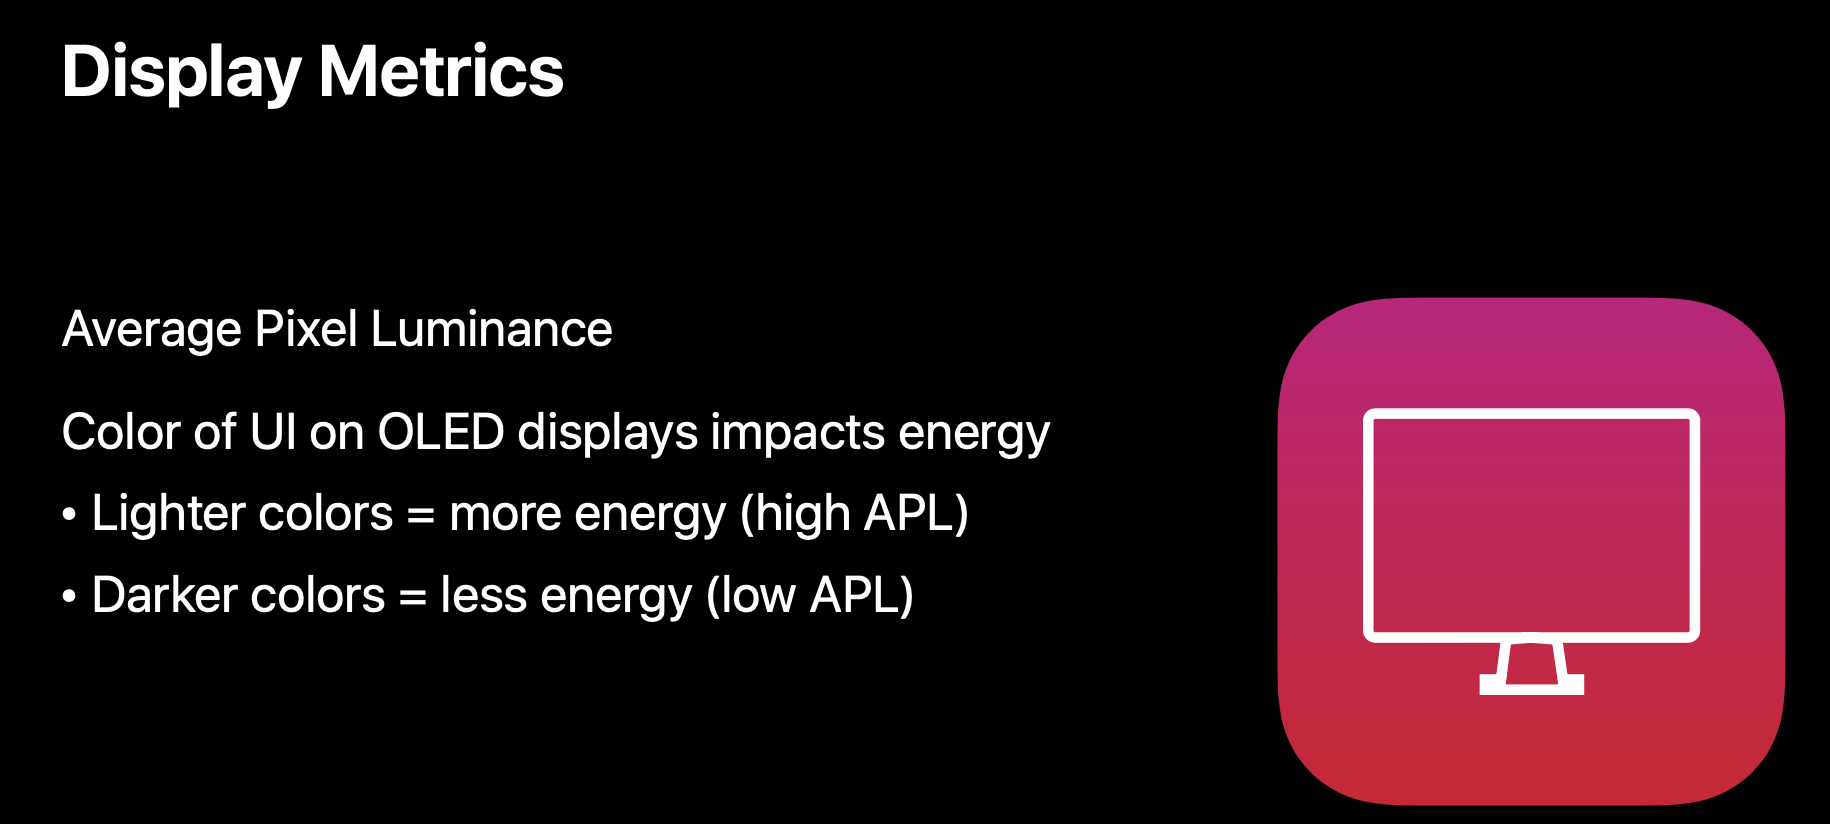 Display Metrics
Average Pixel Luminance
Color of UI on OLED displays impacts energy
• Lighter colors = more energy (high APL)
• Darker colors = less energy (low APL)